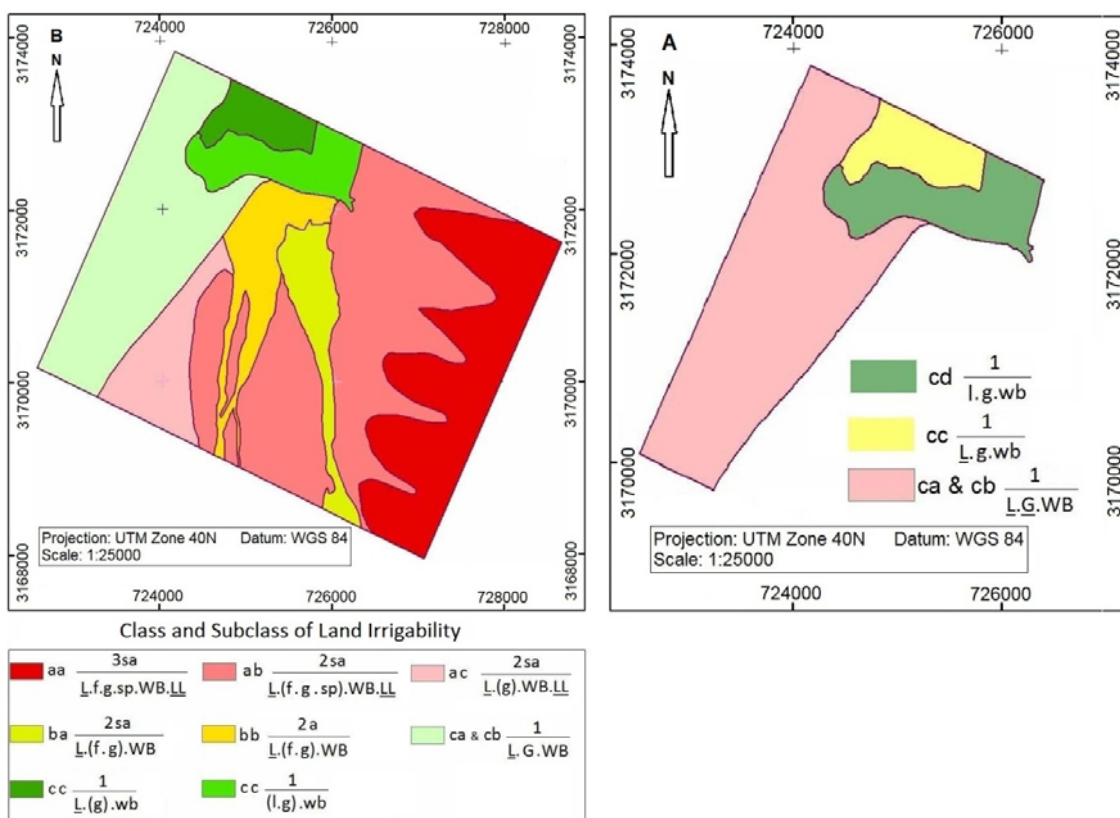 B
724000 726000 728000
3174000
3172000
3170000
3168000
N
3174000
3172000
3170000
3168000
Projection: UTM Zone 40N Datum: WGS 84
Scale: 1:25000
724000 726000 728000
Class and Subclass of Land Irrigability
aa 3sa / L.f.g.sp.WB.LL
ab 2sa / L.(f.g.sp).WB.LL
ac 2sa / L.(g).WB.LL
ba 2sa / L.(f.g).WB
bb 2a / L.(f.g).WB
ca & cb 1 / L.G.WB
cc 1 / L.(g).wb
cc 1 / (l.g).wb
A
724000 726000
3174000
3172000
3170000
N
3174000
3172000
3170000
cd 1 / l.g.wb
cc 1 / L.g.wb
ca & cb 1 / L.G.WB
Projection: UTM Zone 40N Datum: WGS 84
Scale: 1:25000
724000 726000